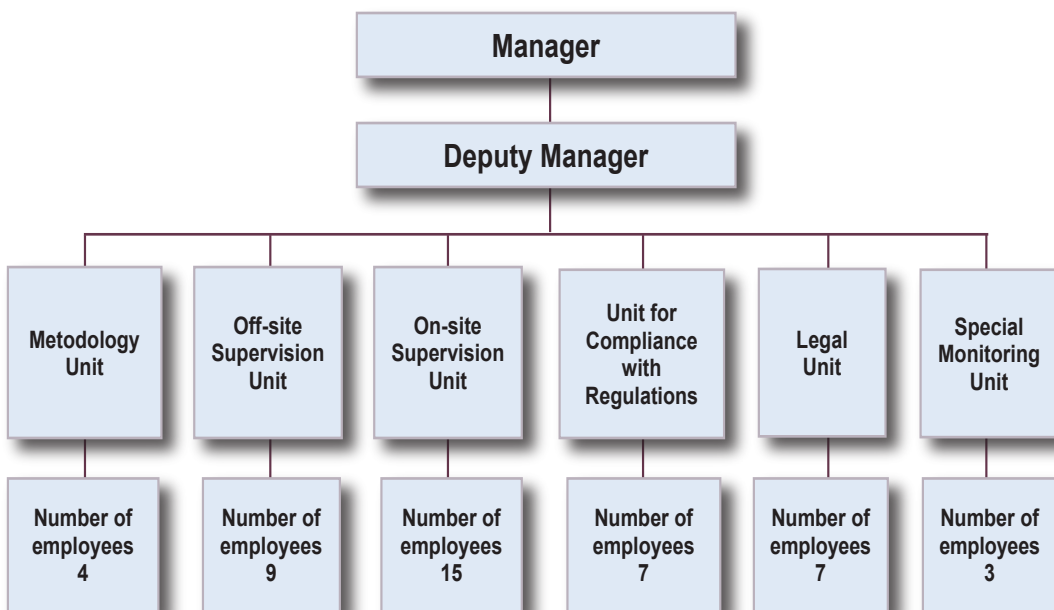 Manager
Deputy Manager
Metodology
Unit
Off-site
Supervision
Unit
On-site
Supervision
Unit
Unit for
Compliance
with
Regulations
Legal
Unit
Special
Monitoring
Unit
Number of
employees
4
Number of
employees
9
Number of
employees
15
Number of
employees
7
Number of
employees
7
Number of
employees
3